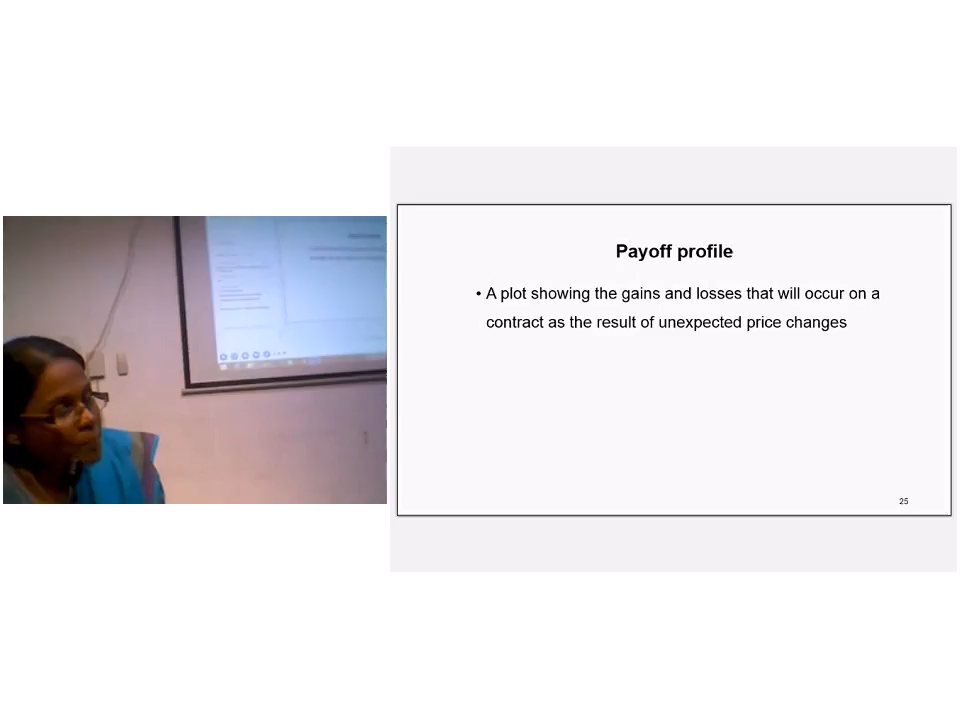 Payoff profile
• A plot showing the gains and losses that will occur on a
contract as the result of unexpected price changes
25